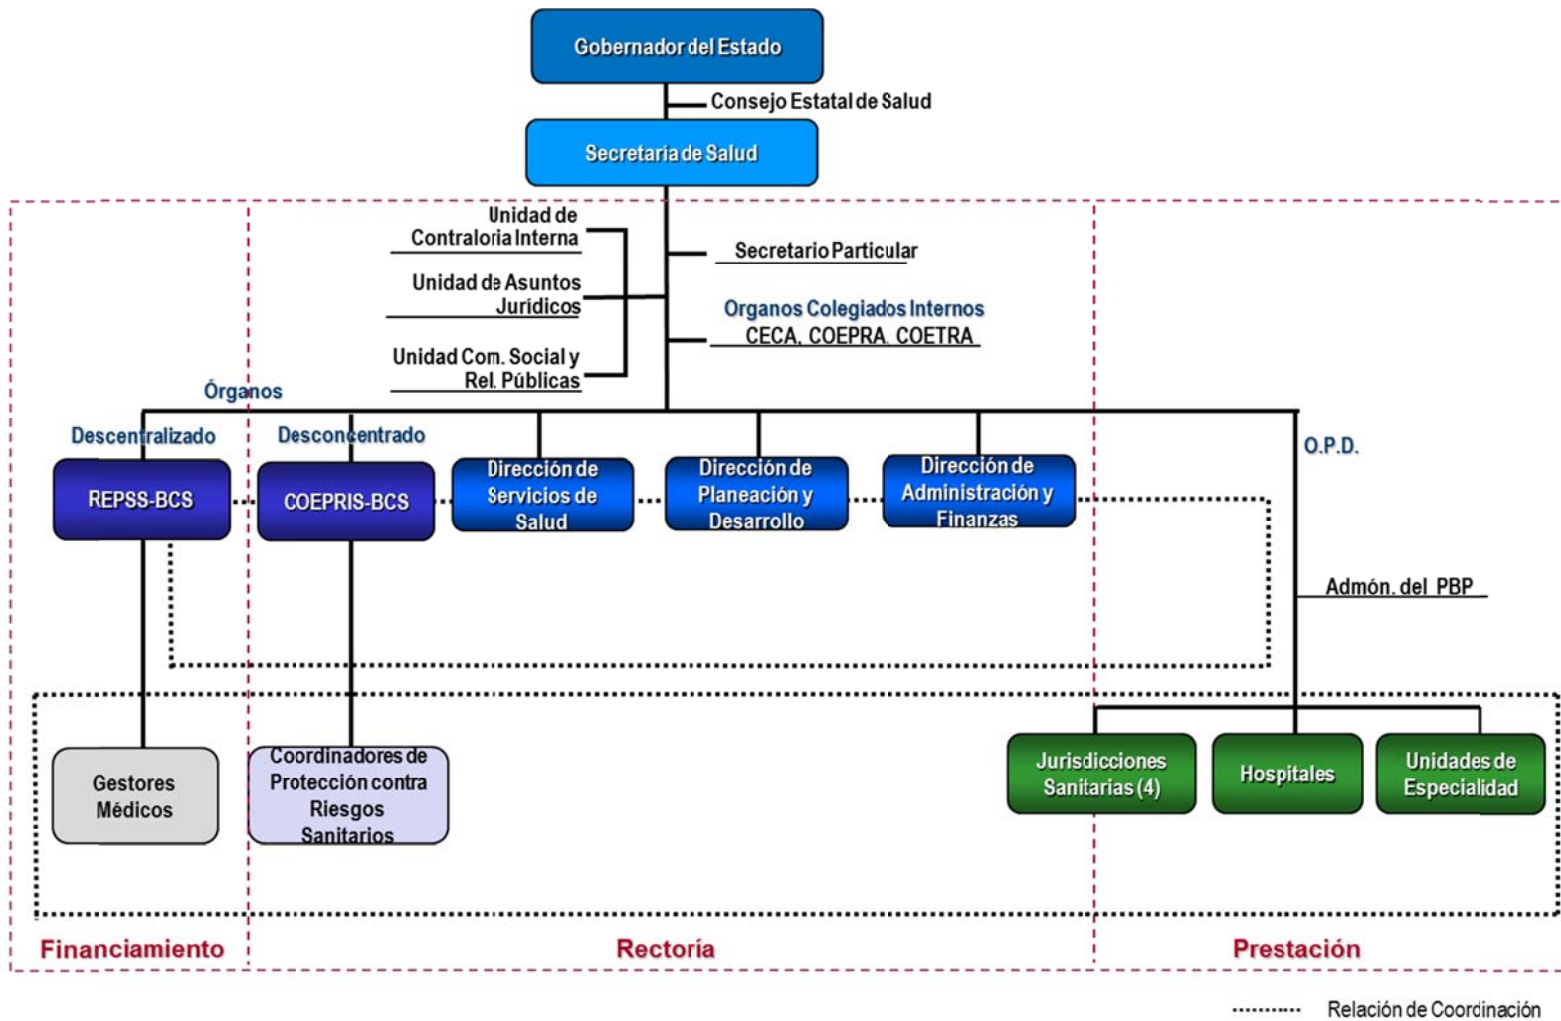 Gobernador del Estado
Consejo Estatal de Salud
Secretaría de Salud
Unidad de
Contraloría Interna
Secretario Particular
Unidad de Asuntos
Jurídicos
Organos Colegiados Internos
CECA, COEPRA. COETRA
Unidad Com. Social y
Rel. Públicas
Órganos
Descentralizado
Desconcentrado
O.P.D.
REPSS-BCS
COEPRIS-BCS
Dirección de
Servicios de
Salud
Dirección de
Planeación y
Desarrollo
Dirección de
Administración y
Finanzas
Admón. del PBP
Gestores
Médicos
Coordinadores de
Protección contra
Riesgos
Sanitarios
Jurisdicciones
Sanitarias (4)
Hospitales
Unidades de
Especialidad
Financiamiento
Rectoría
Prestación
Relación de Coordinación